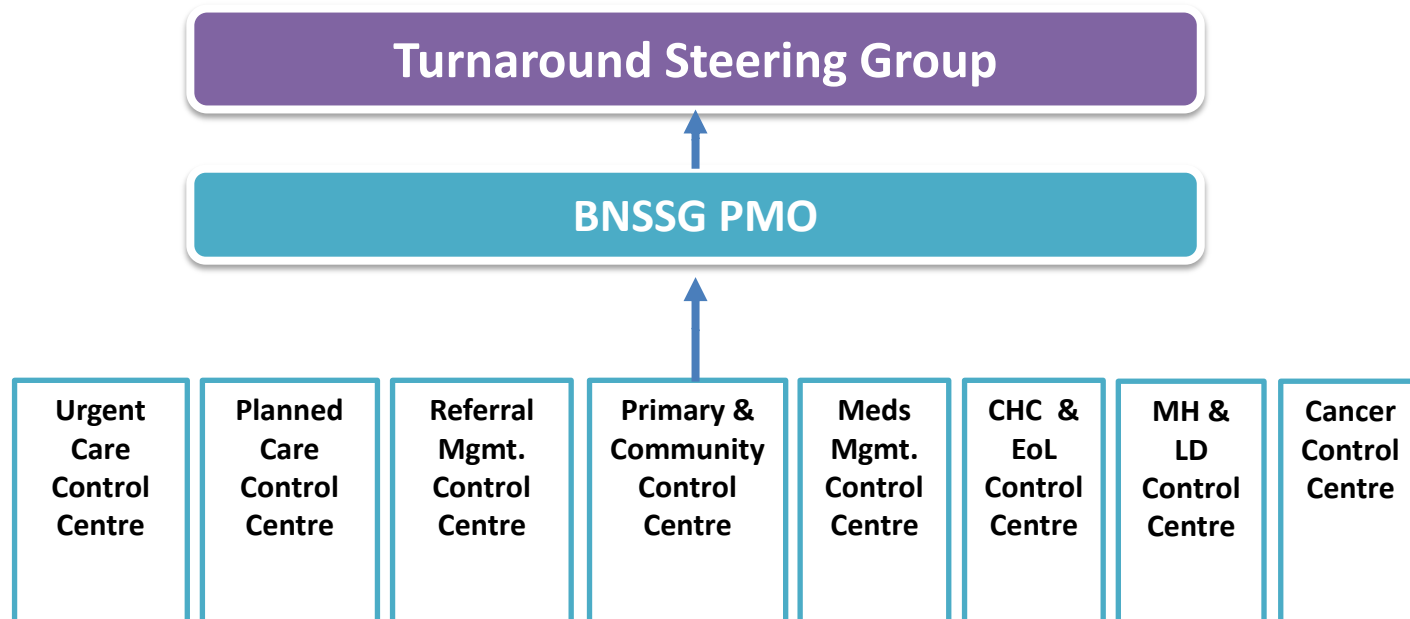 Turnaround Steering Group
BNSSG PMO
Urgent
Care
Control
Centre
Planned
Care
Control
Centre
Referral
Mgmt.
Control
Centre
Primary &
Community
Control
Centre
Meds
Mgmt.
Control
Centre
CHC & 
EoL
Control
Centre
MH &
LD
Control
Centre
Cancer
Control
Centre